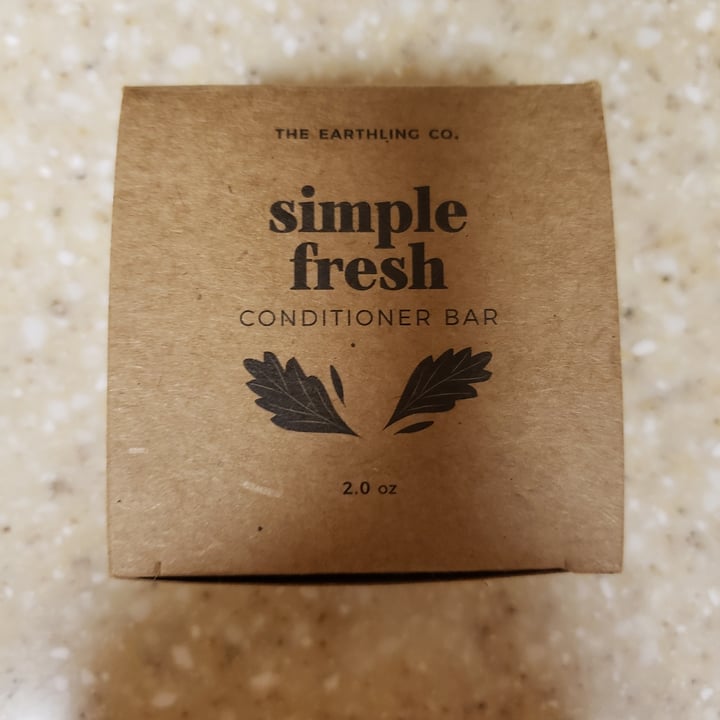 THE EARTHLING CO.
simple
fresh
CONDITIONER BAR
2.0 oz